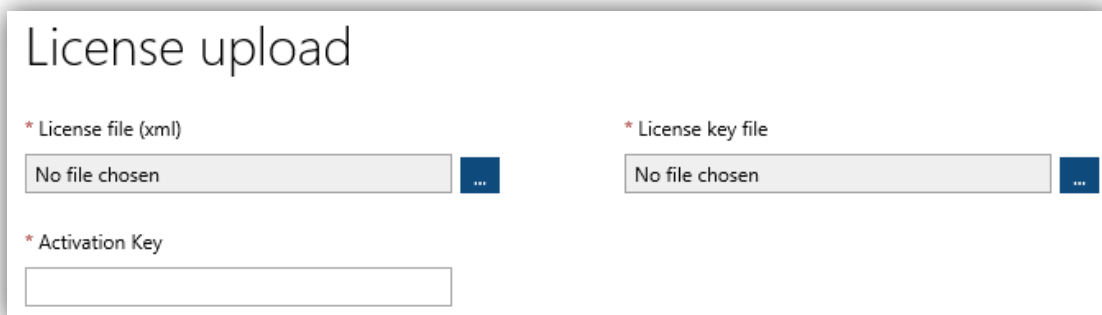 License upload
* License file (xml)
* License key file
No file chosen
...
No file chosen
...
* Activation Key